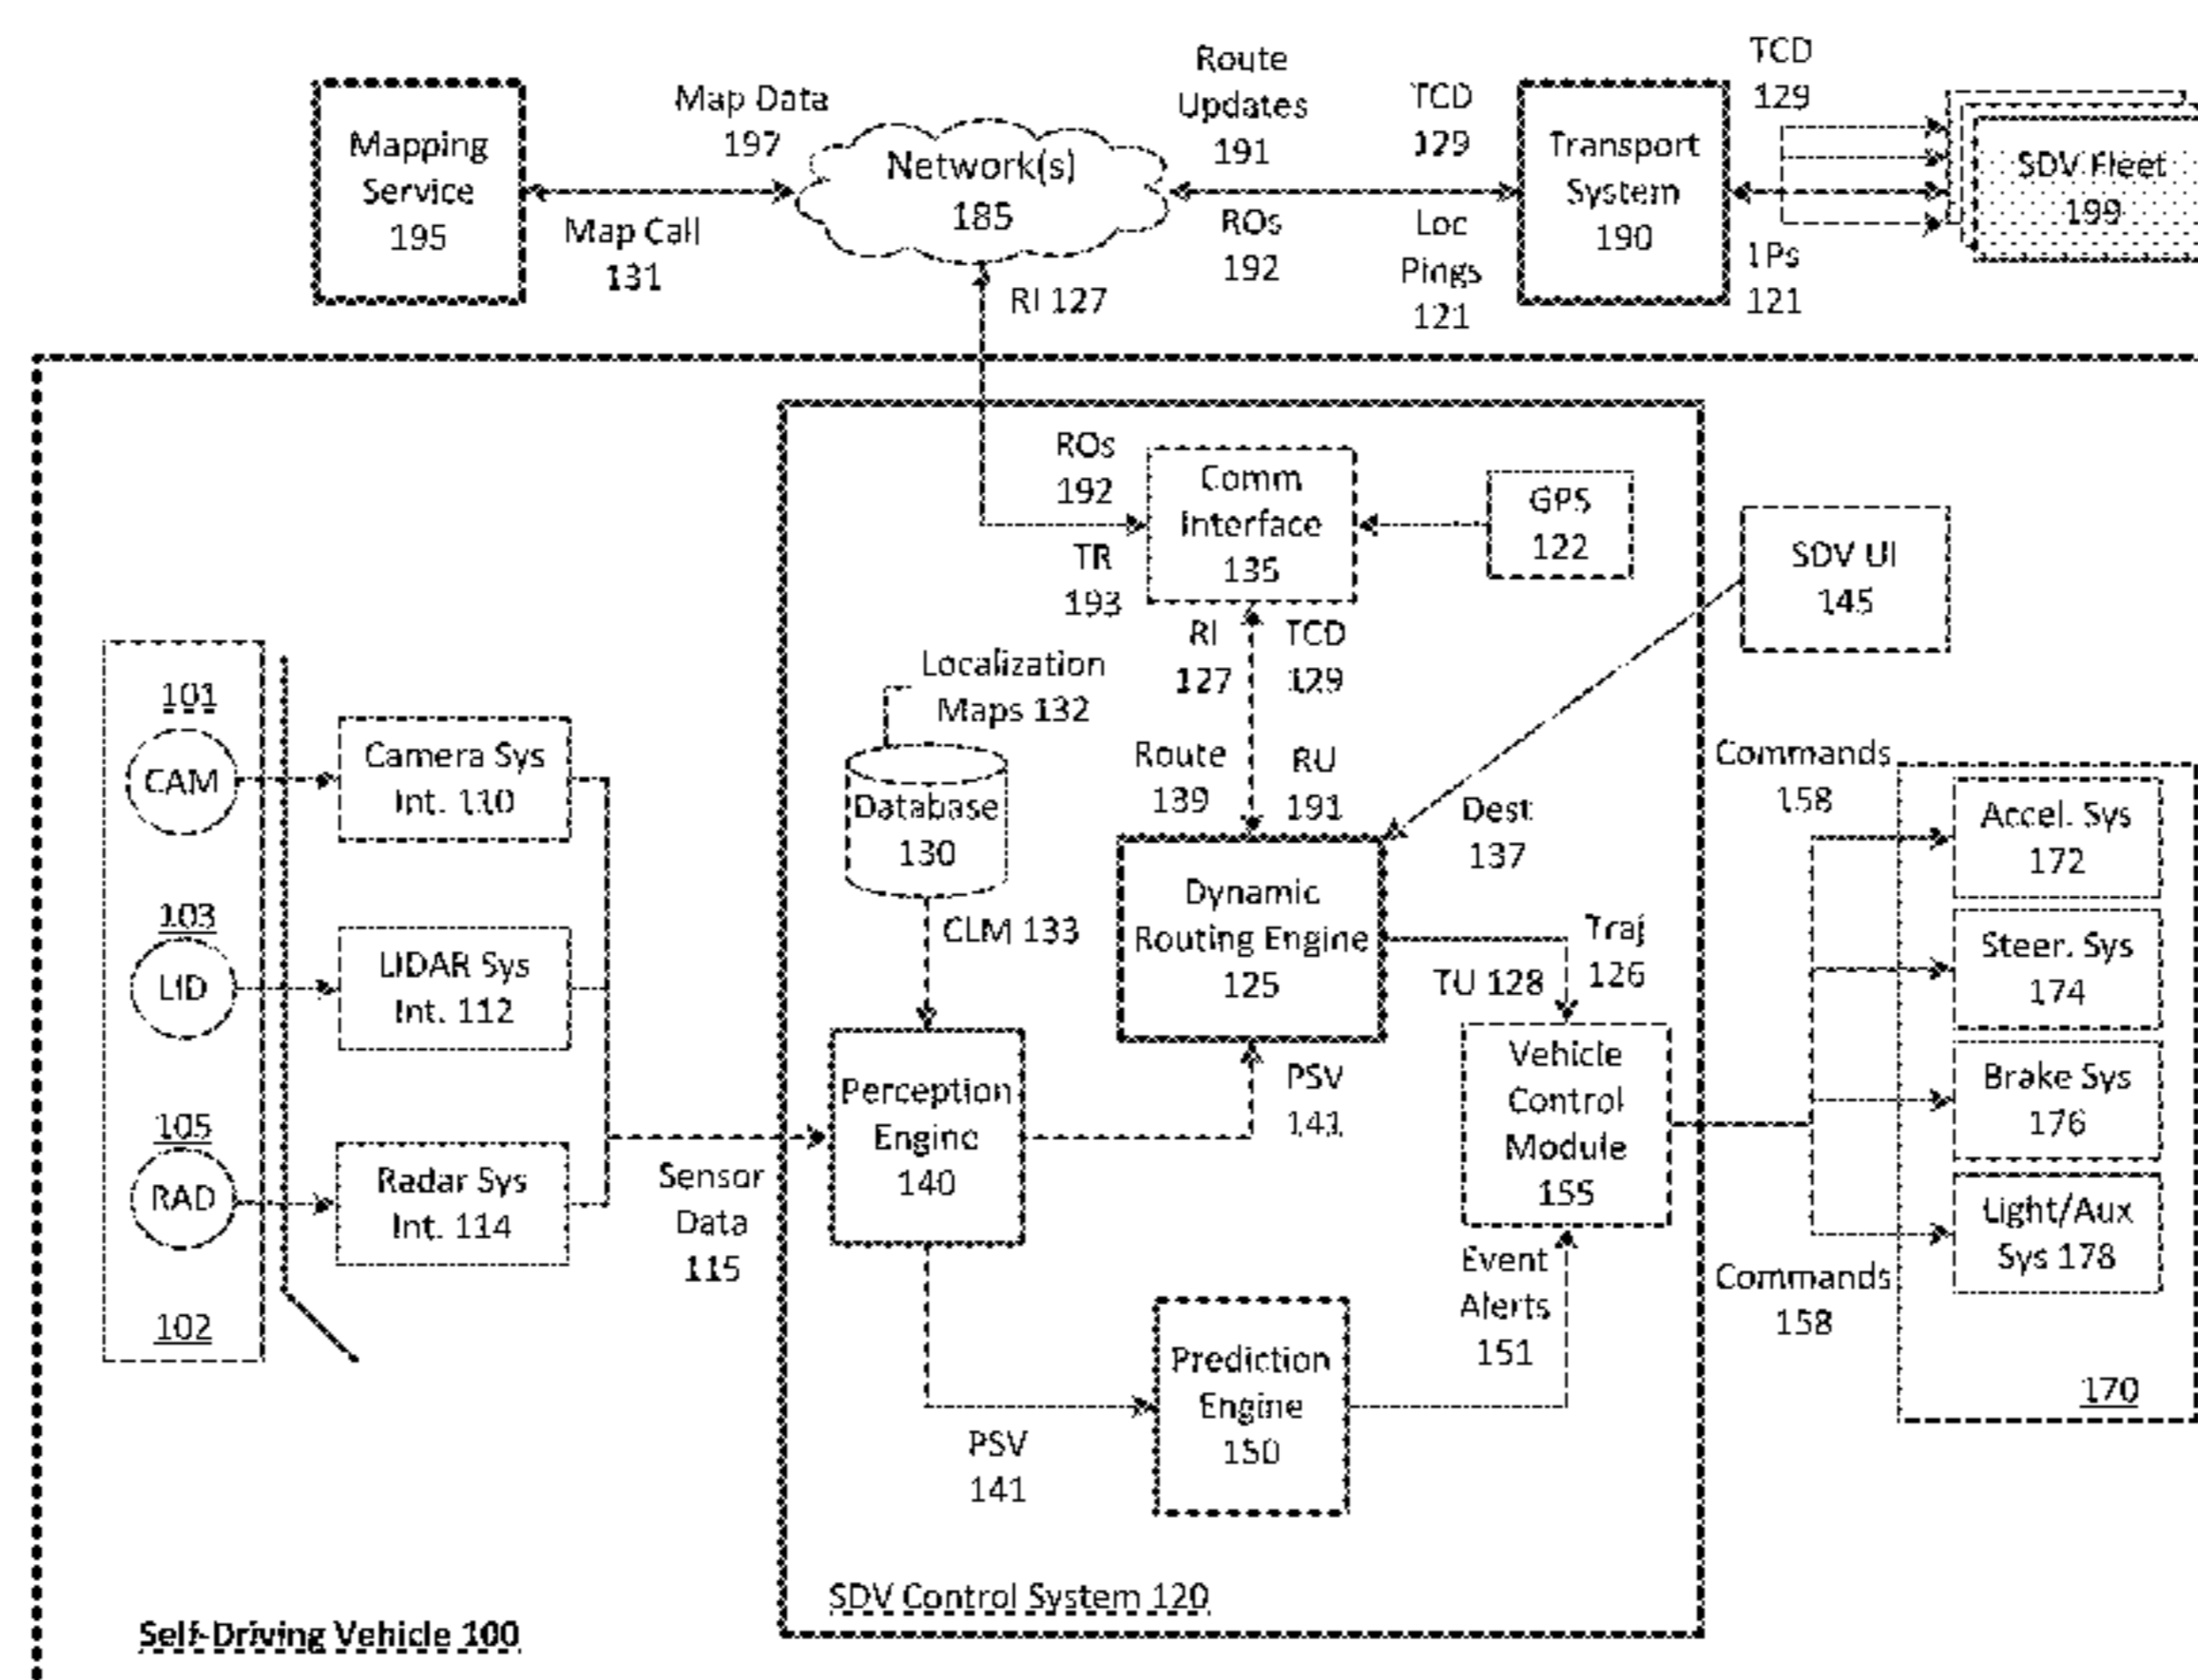 Mapping
Service
195
Map Data
197
Map Call
131
Network(s)
185
RI 127
Route
Updates
191
ROs
192
TCD
129
Loc
Pings
121
Transport
System
190
TCD
129
1Ps
121
SDV Fleet
199
ROs
192
TR
193
Comm
Interface
135
GPS
122
SDV UI
145
RI
127
TCD
129
Localization
Maps 132
Route
139
RU
191
Dest
137
Database
130
CLM 133
Dynamic
Routing Engine
125
Traj
126
TU 128
101
CAM
103
LID
105
RAD
102
Camera Sys
Int. 110
LIDAR Sys
Int. 112
Radar Sys
Int. 114
Sensor
Data
115
Perception
Engine
140
PSV
141
PSV
141
Prediction
Engine
150
Vehicle
Control
Module
155
Event
Alerts
151
Commands
158
Commands
158
Accel. Sys
172
Steer. Sys
174
Brake Sys
176
Light/Aux
Sys 178
170
SDV Control System 120
Self-Driving Vehicle 100